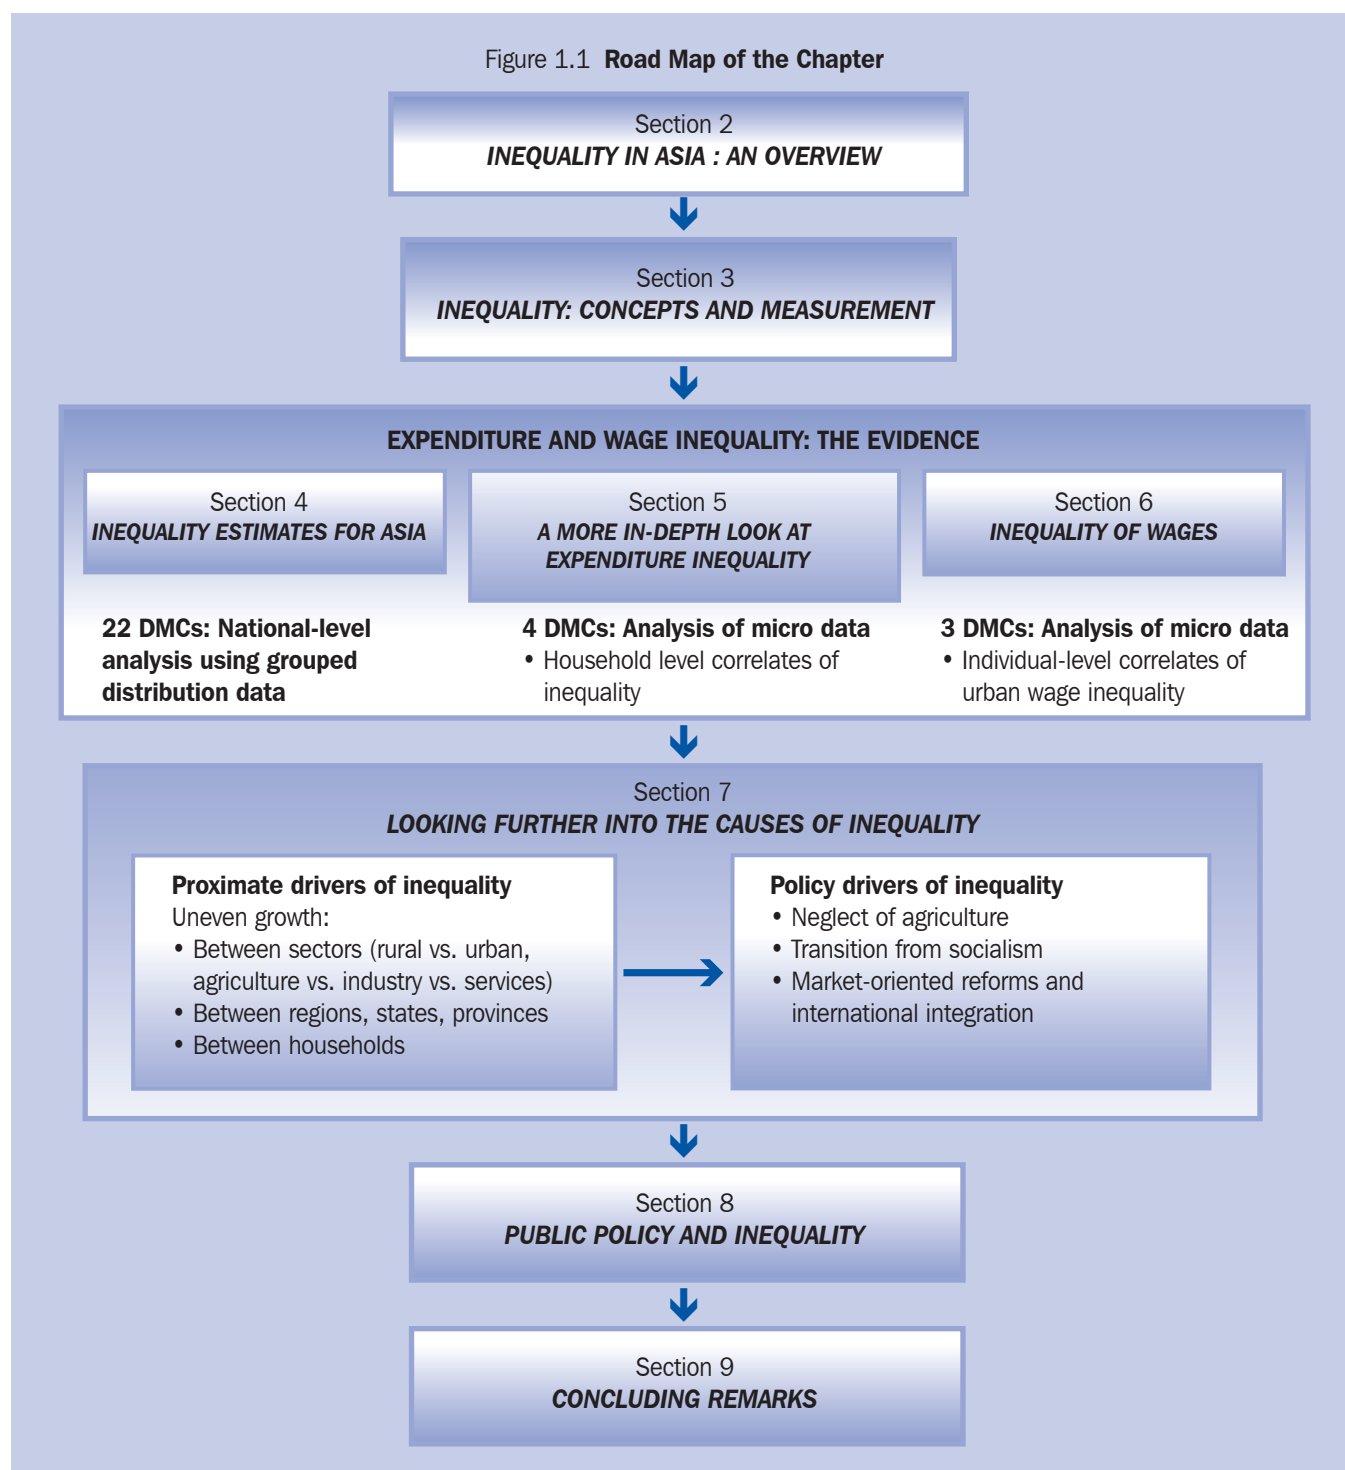 Figure 1.1 Road Map of the Chapter
Section 2
INEQUALITY IN ASIA : AN OVERVIEW
Section 3
INEQUALITY: CONCEPTS AND MEASUREMENT
EXPENDITURE AND WAGE INEQUALITY: THE EVIDENCE
Section 4
INEQUALITY ESTIMATES FOR ASIA
22 DMCs: National-level
analysis using grouped
distribution data
Section 5
A MORE IN-DEPTH LOOK AT
EXPENDITURE INEQUALITY
4 DMCs: Analysis of micro data
• Household level correlates of
inequality
Section 6
INEQUALITY OF WAGES
3 DMCs: Analysis of micro data
• Individual-level correlates of
urban wage inequality
Section 7
LOOKING FURTHER INTO THE CAUSES OF INEQUALITY
Proximate drivers of inequality
Uneven growth:
• Between sectors (rural vs. urban,
agriculture vs. industry vs. services)
• Between regions, states, provinces
• Between households
Policy drivers of inequality
• Neglect of agriculture
• Transition from socialism
• Market-oriented reforms and
international integration
Section 8
PUBLIC POLICY AND INEQUALITY
Section 9
CONCLUDING REMARKS